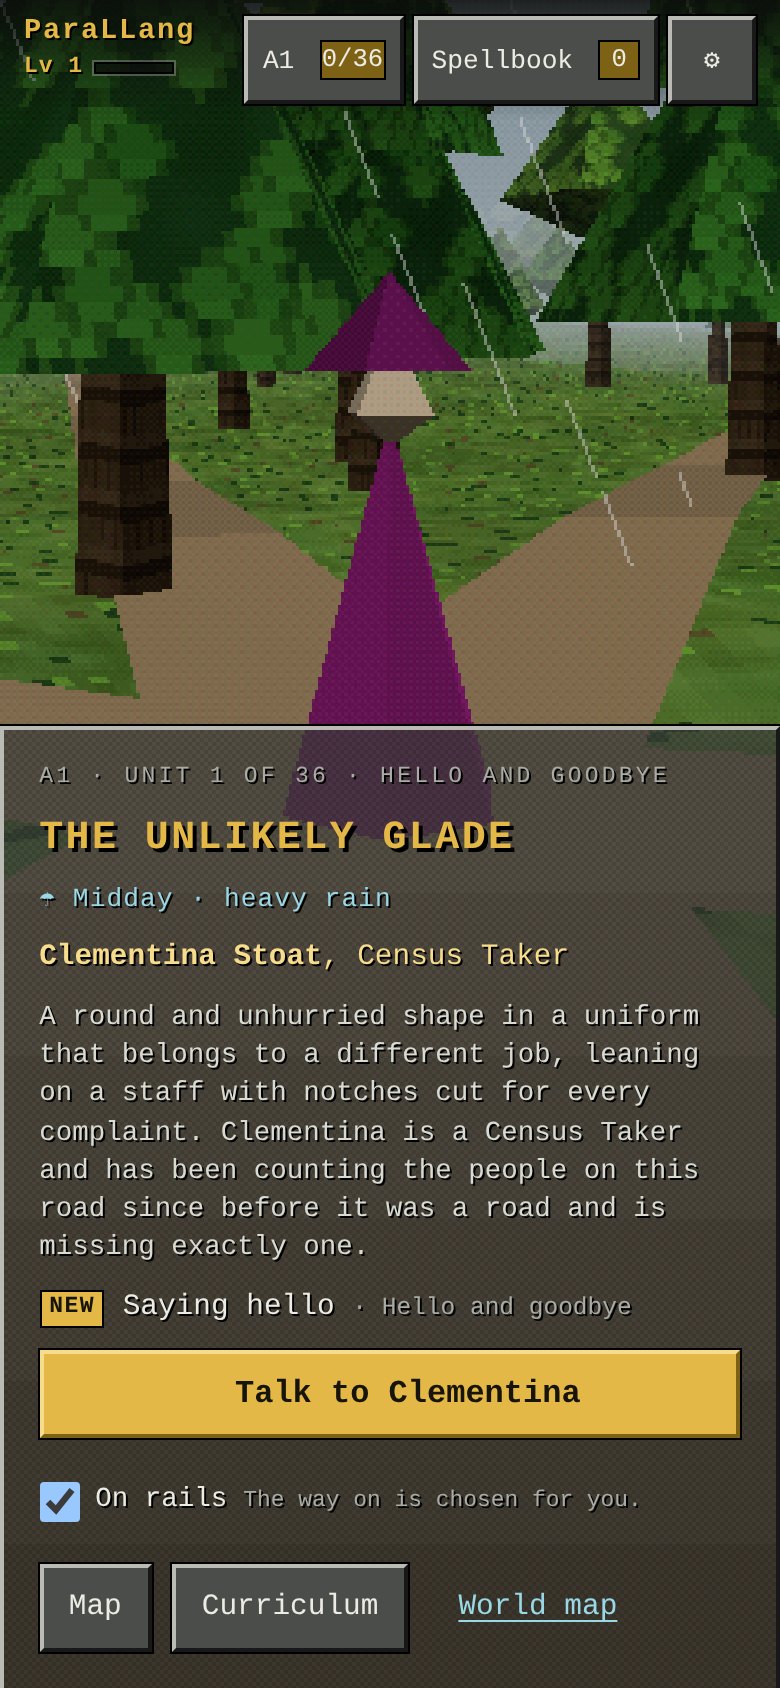 ParaLLang
Lv 1
A1 0/36
Spellbook 0
⚙
A1 · UNIT 1 OF 36 · HELLO AND GOODBYE
THE UNLIKELY GLADE
☂ Midday · heavy rain
Clementina Stoat, Census Taker
A round and unhurried shape in a uniform
that belongs to a different job, leaning
on a staff with notches cut for every
complaint. Clementina is a Census Taker
and has been counting the people on this
road since before it was a road and is
missing exactly one.
NEW Saying hello · Hello and goodbye
Talk to Clementina
On rails The way on is chosen for you.
Map Curriculum World map